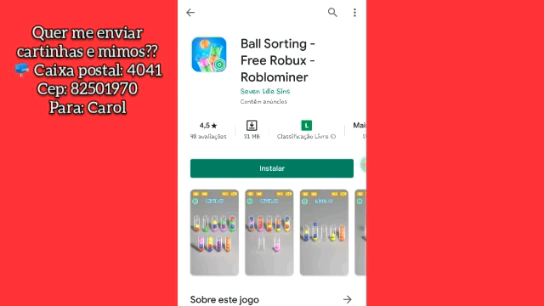 Quer me enviar
cartinhas e mimos??
📪 Caixa postal: 4041
Cep: 82501970
Para: Carol
Ball Sorting -
Free Robux -
Roblominer
Seven Idle Sins
Contém anúncios
4,5★
Mai
48 avaliações
51 MB
Classificação Livre
Instalar
Sobre este jogo